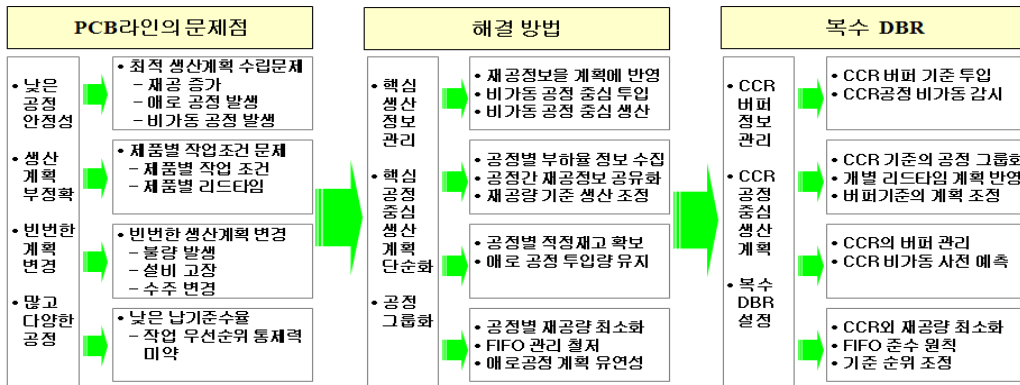 PCB라인의 문제점
• 낮은
공정
안정성
• 생산
계획
부정확
• 빈번한
계획
변경
• 많고
다양한
공정
• 최적 생산계획 수립문제
– 재공 증가
– 애로 공정 발생
– 비가동 공정 발생
• 제품별 작업조건 문제
– 제품별 작업 조건
– 제품별 리드타임
• 빈번한 생산계획 변경
– 불량 발생
– 설비 고장
– 수주 변경
• 낮은 납기준수율
– 작업 우선순위 통제력
미약
해결 방법
• 핵심
생산
정보
관리
• 핵심
공정
중심
생산
계획
단순화
• 공정
그룹화
• 재공정보을 계획에 반영
• 비가동 공정 중심 투입
• 비가동 공정 중심 생산
• 공정별 부하율 정보 수집
• 공정간 재공정보 공유화
• 재공량 기준 생산 조정
• 공정별 적정재고 확보
• 애로 공정 투입량 유지
• 공정별 재공량 최소화
• FIFO 관리 철저
• 애로공정 계획 유연성
복수 DBR
• CCR
버퍼
정보
관리
• CCR
공정
중심
생산
계획
• 복수
DBR
설정
• CCR 버퍼 기준 투입
• CCR공정 비가동 감시
• CCR 기준의 공정 그룹화
• 개별 리드타임 계획 반영
• 버퍼기준의 계획 조정
• CCR의 버퍼 관리
• CCR 비가동 사전 예측
• CCR외 재공량 최소화
• FIFO 준수 원칙
• 기준 순위 조정